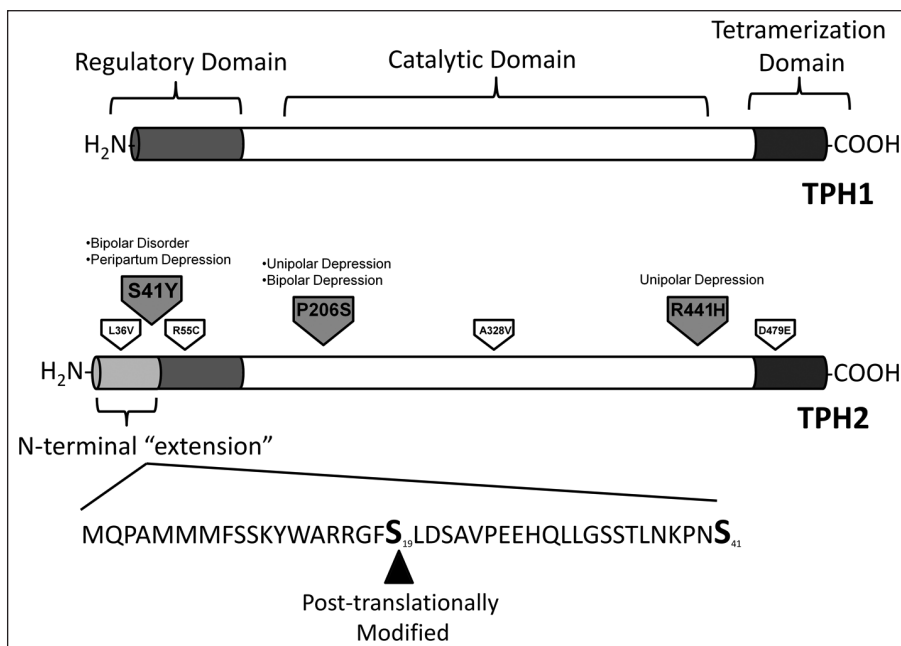 Tetramerization
Regulatory Domain Catalytic Domain Domain
H₂N COOH
TPH1
•Bipolar Disorder
•Peripartum Depression
•Unipolar Depression
•Bipolar Depression
Unipolar Depression
S41Y P206S R441H
L36V R55C A328V D479E
H₂N COOH
TPH2
N-terminal “extension”
MQPAMMMFSSKYWARRGFS₁₉LDSAVPEEHQLLGSSTLNKPNS₄₁
Post-translationally
Modified